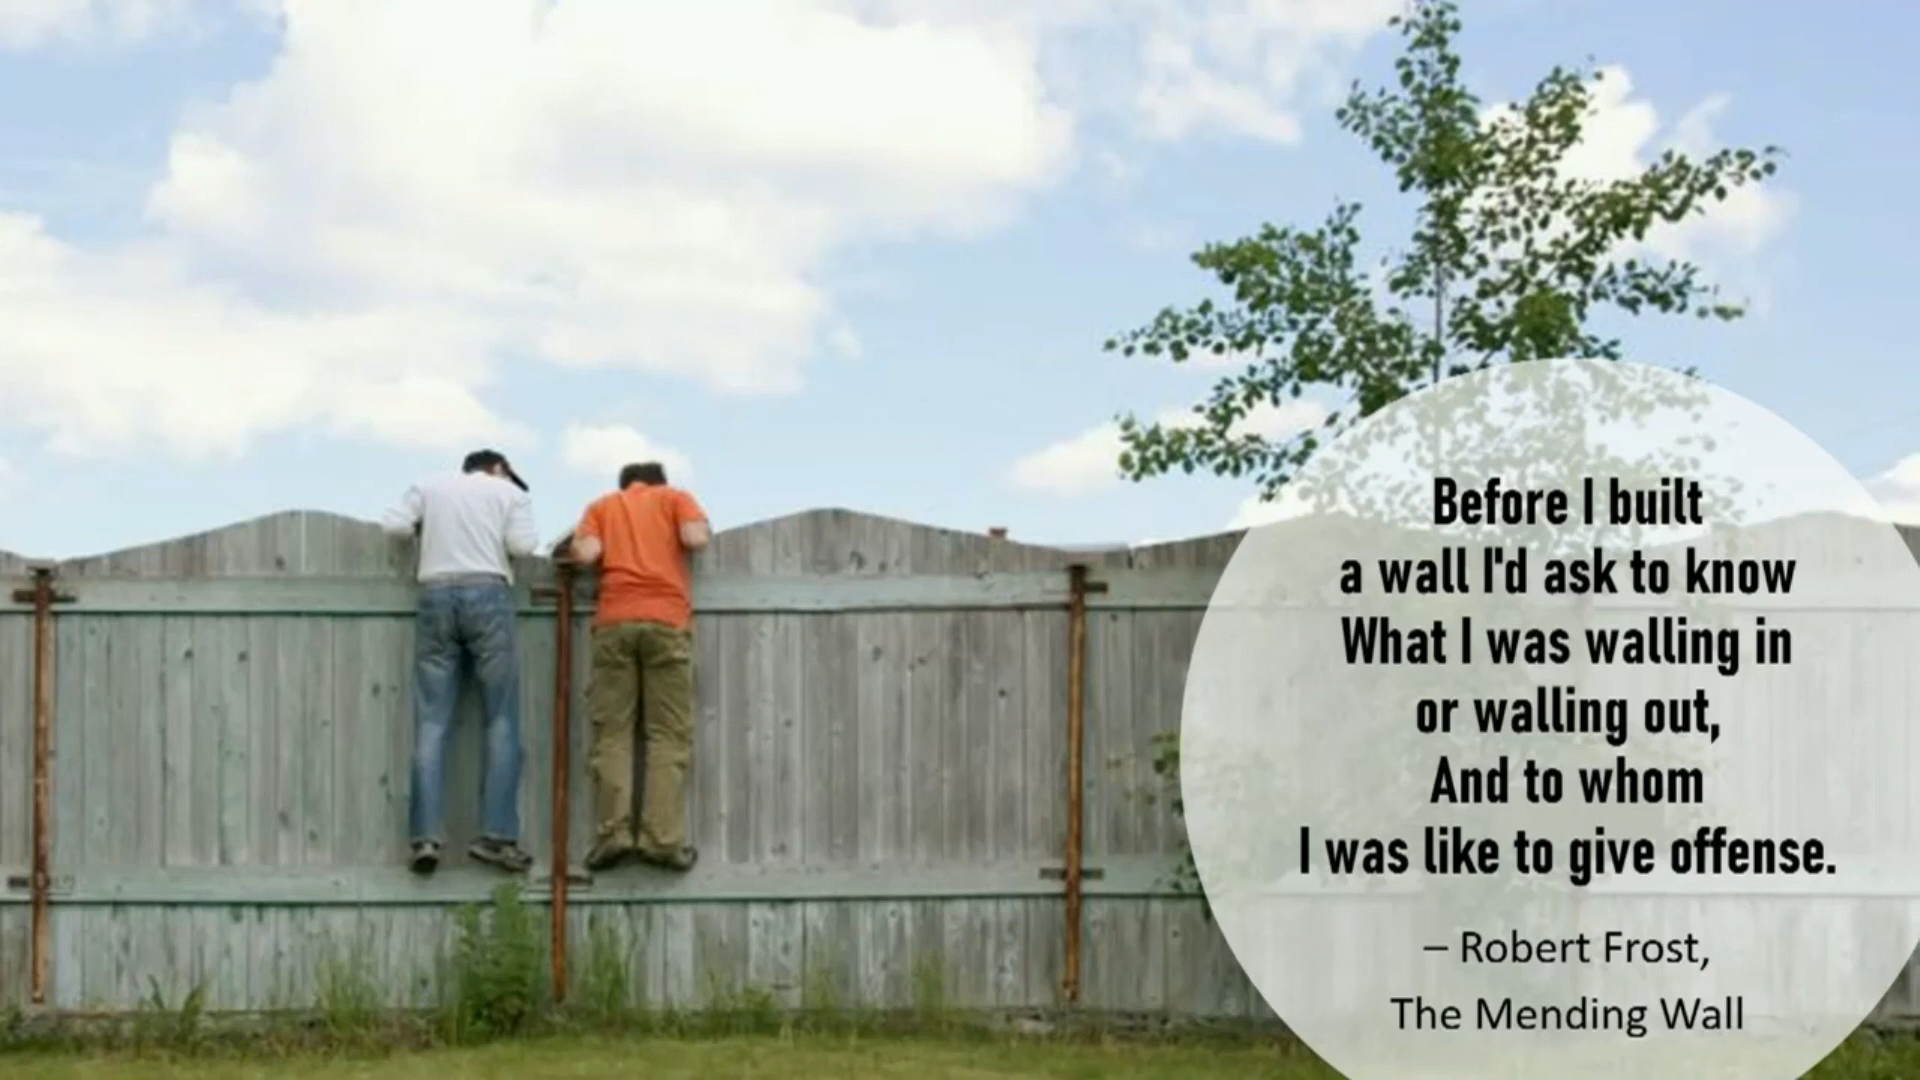 Before I built
a wall I'd ask to know
What I was walling in
or walling out,
And to whom
I was like to give offense.
– Robert Frost,
The Mending Wall